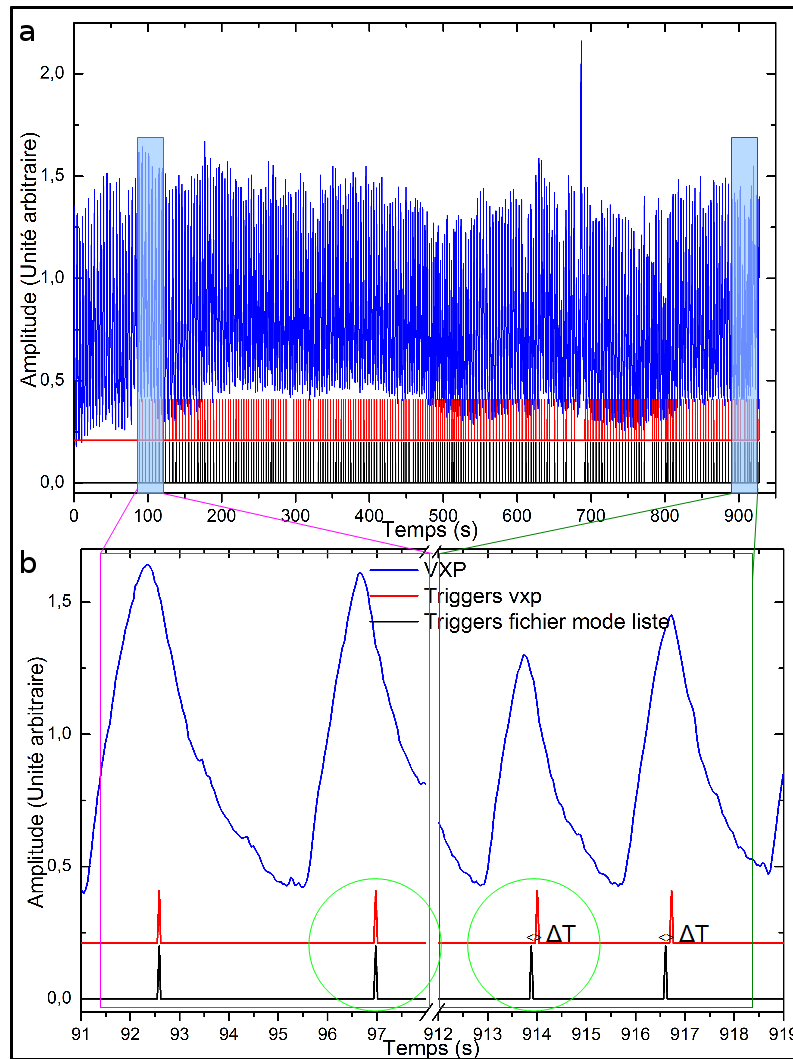 a
Amplitude (Unité arbitraire)
2,0
1,5
1,0
0,5
0,0
0 100 200 300 400 500 600 700 800 900
Temps (s)
b
Amplitude (Unité arbitraire)
VXP
Triggers vxp
Triggers fichier mode liste
1,5
1,0
0,5
0,0
<> ΔT
<> ΔT
91 92 93 94 95 96 97 912 913 914 915 916 917 918 919
Temps (s)